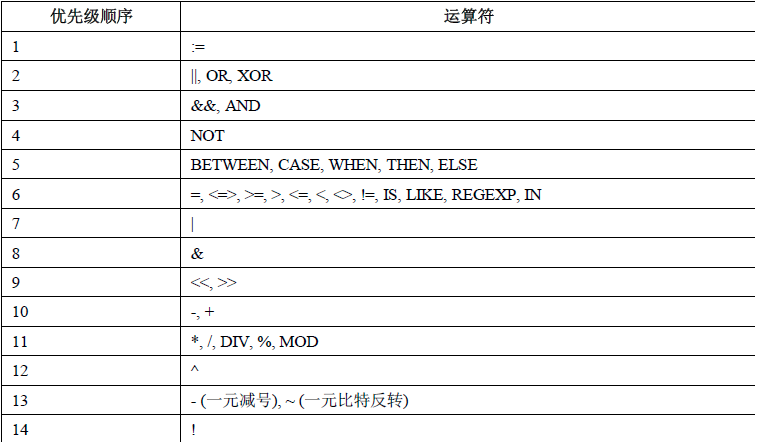 优先级顺序 运算符
1 :=
2 ||, OR, XOR
3 &&, AND
4 NOT
5 BETWEEN, CASE, WHEN, THEN, ELSE
6 =, <=>, >=, >, <=, <, <>, !=, IS, LIKE, REGEXP, IN
7 |
8 &
9 <<, >>
10 -, +
11 *, /, DIV, %, MOD
12 ^
13 - (一元减号), ~ (一元比特反转)
14 !